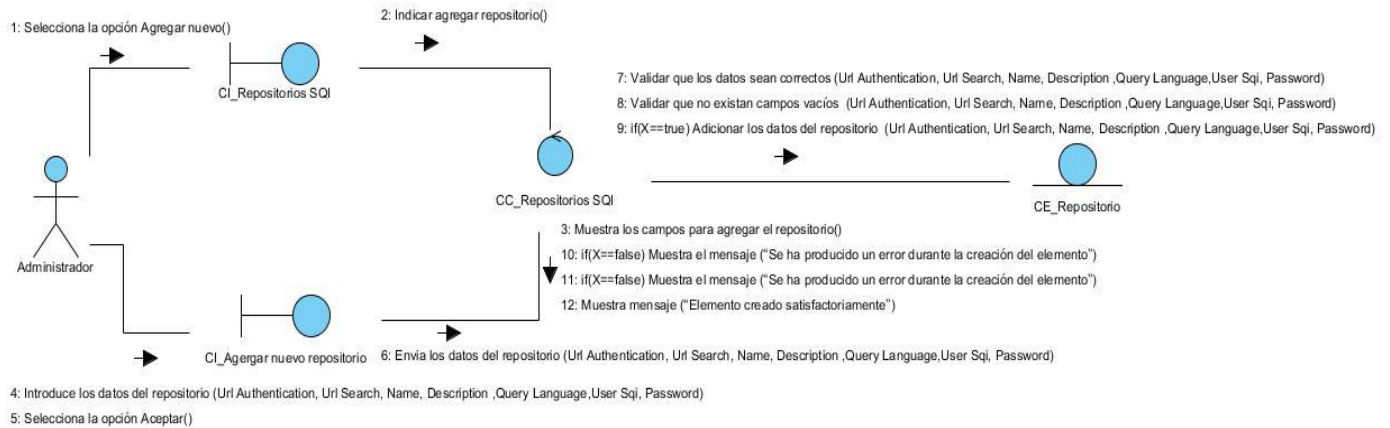 1: Selecciona la opción Agregar nuevo()
2: Indicar agregar repositorio()
CI_Repositorios SQI
7: Validar que los datos sean correctos (Url Authentication, Url Search, Name, Description ,Query Language,User Sqi, Password)
8: Validar que no existan campos vacíos (Url Authentication, Url Search, Name, Description ,Query Language,User Sqi, Password)
9: if(X==true) Adicionar los datos del repositorio (Url Authentication, Url Search, Name, Description ,Query Language,User Sqi, Password)
CC_Repositorios SQI
CE_Repositorio
Administrador
3: Muestra los campos para agregar el repositorio()
10: if(X==false) Muestra el mensaje (“Se ha producido un error durante la creación del elemento”)
11: if(X==false) Muestra el mensaje (“Se ha producido un error durante la creación del elemento”)
12: Muestra mensaje (“Elemento creado satisfactoriamente”)
CI_Agergar nuevo repositorio
6: Envia los datos del repositorio (Url Authentication, Url Search, Name, Description ,Query Language,User Sqi, Password)
4: Introduce los datos del repositorio (Url Authentication, Url Search, Name, Description ,Query Language,User Sqi, Password)
5: Selecciona la opción Aceptar()